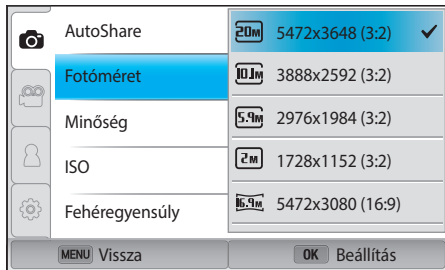 AutoShare
Fotóméret
Minőség
ISO
Fehéregyensúly
20M 5472x3648 (3:2)
10.1M 3888x2592 (3:2)
5.9M 2976x1984 (3:2)
2M 1728x1152 (3:2)
16.9M 5472x3080 (16:9)
MENU Vissza
OK Beállítás